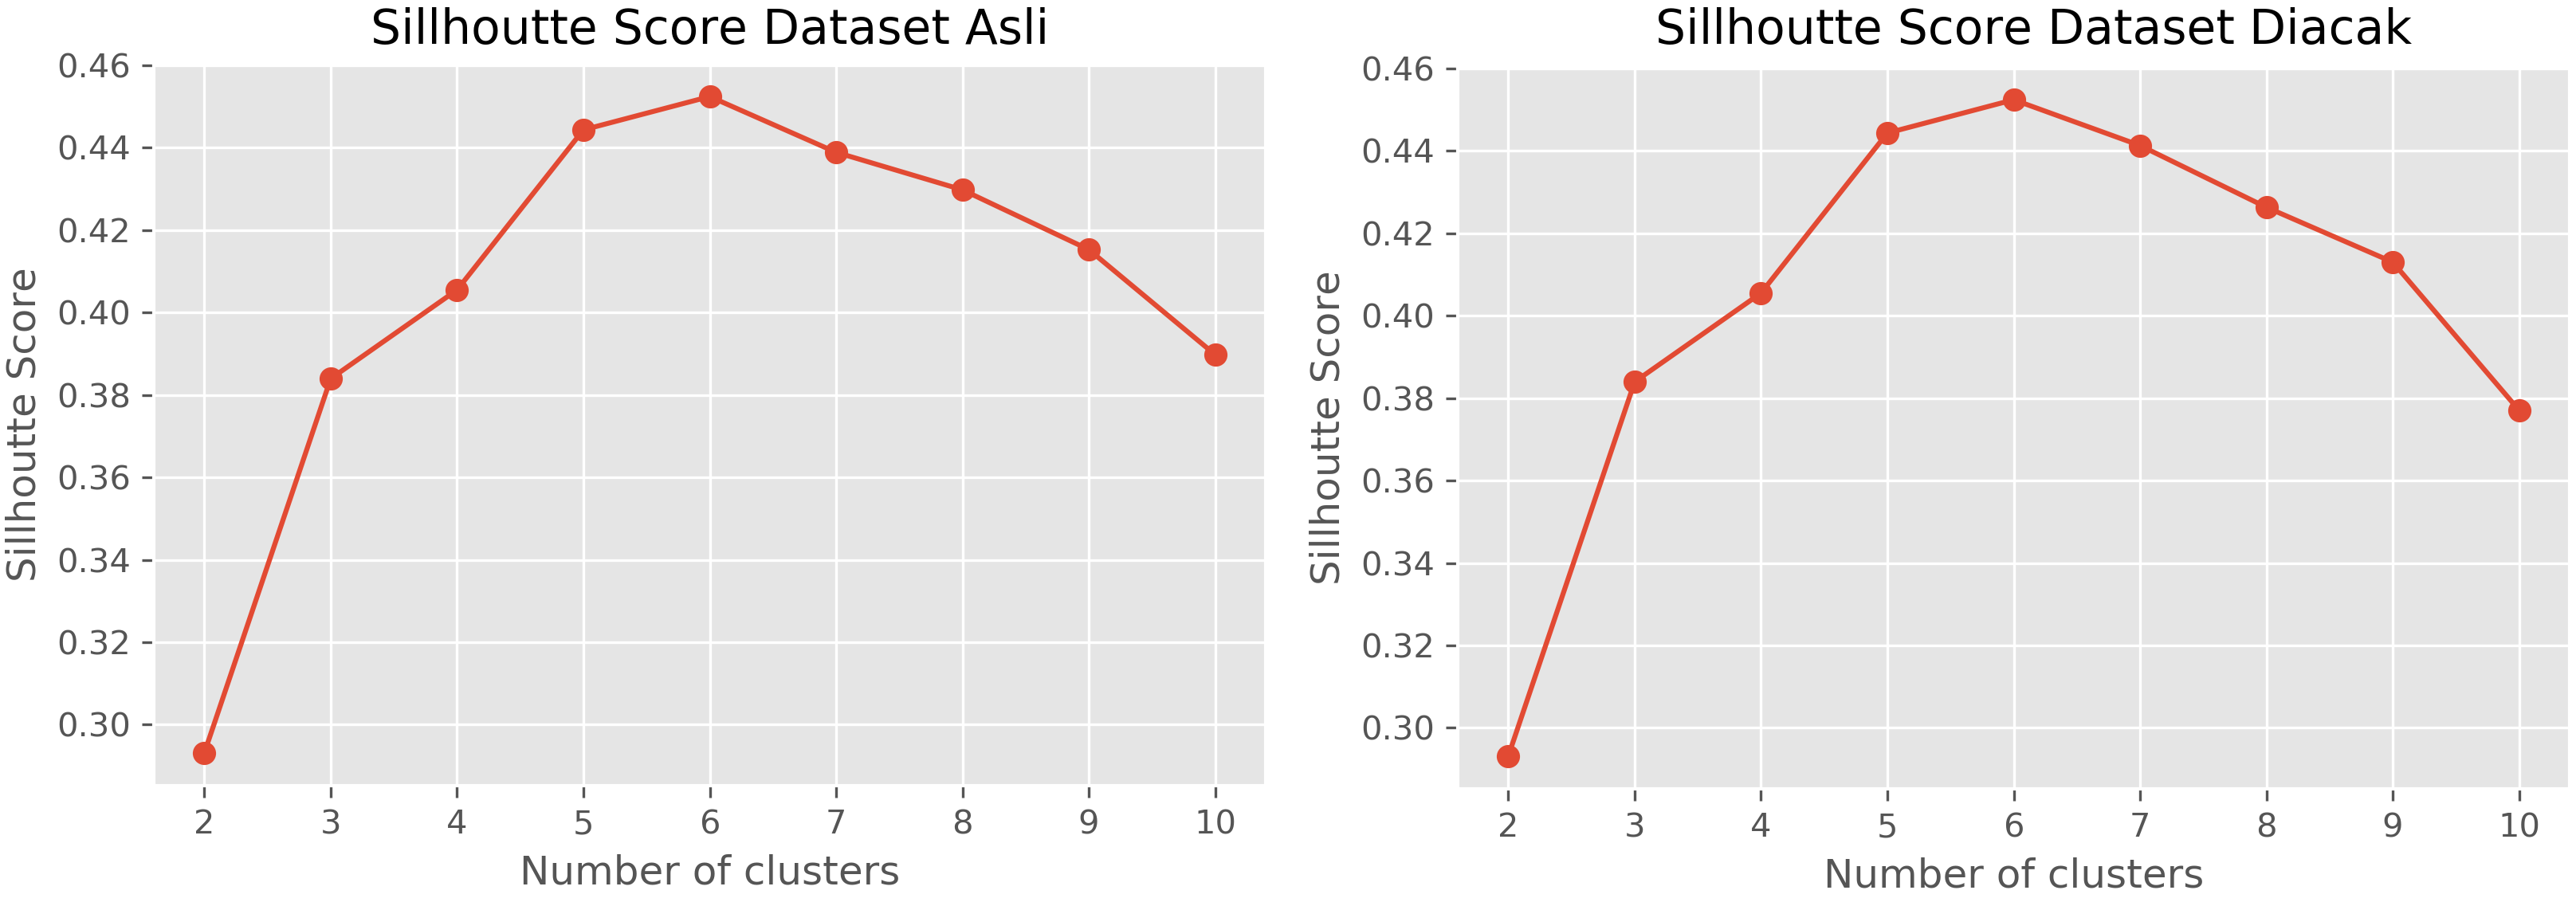 Sillhoutte Score Dataset Asli
Sillhoutte Score
0.46
0.44
0.42
0.40
0.38
0.36
0.34
0.32
0.30
2 3 4 5 6 7 8 9 10
Number of clusters
Sillhoutte Score Dataset Diacak
Sillhoutte Score
0.46
0.44
0.42
0.40
0.38
0.36
0.34
0.32
0.30
2 3 4 5 6 7 8 9 10
Number of clusters